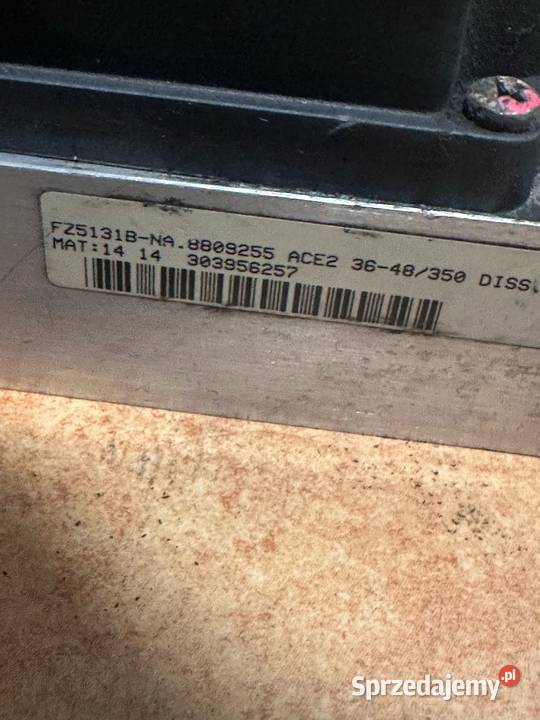 FZ5131B-NA.8809255 ACE2 36-48/350 DISS.
MAT:14 14 303956257
Sprzedajemy.pl